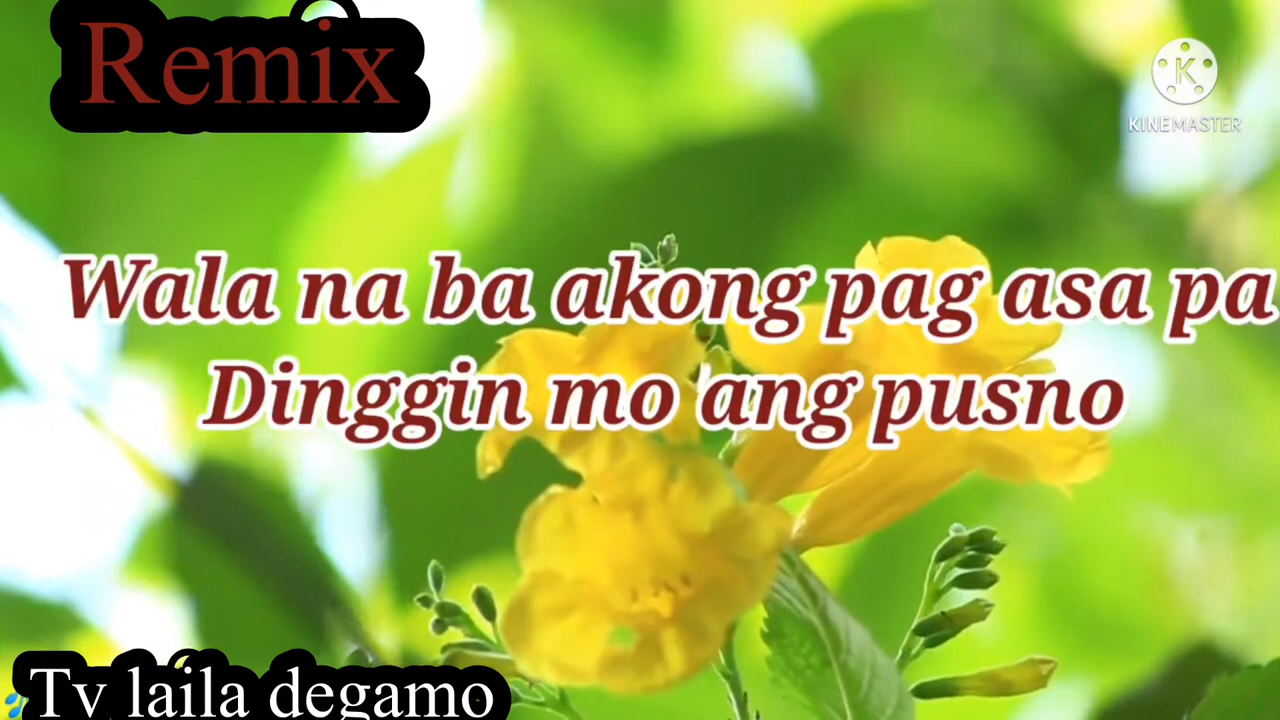 Remix
KINEMASTER
Wala na ba akong pag asa pa
Dinggin mo ang pusno
Tv laila degamo